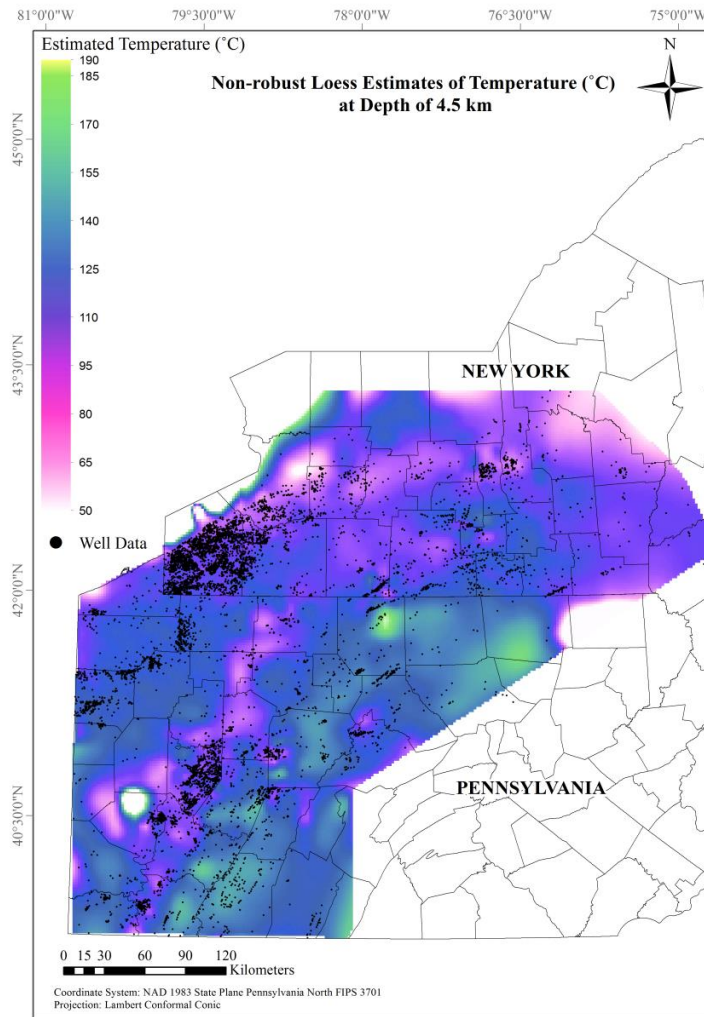 81°0'0"W 79°30'0"W 78°0'0"W 76°30'0"W 75°0'0"W
Estimated Temperature (˚C)
190
185
170
155
140
125
110
95
80
65
50
Well Data
N
Non-robust Loess Estimates of Temperature (˚C)
at Depth of 4.5 km
45°0'0"N
43°30'0"N
42°0'0"N
40°30'0"N
NEW YORK
PENNSYLVANIA
0 15 30 60 90 120
Kilometers
Coordinate System: NAD 1983 State Plane Pennsylvania North FIPS 3701
Projection: Lambert Conformal Conic